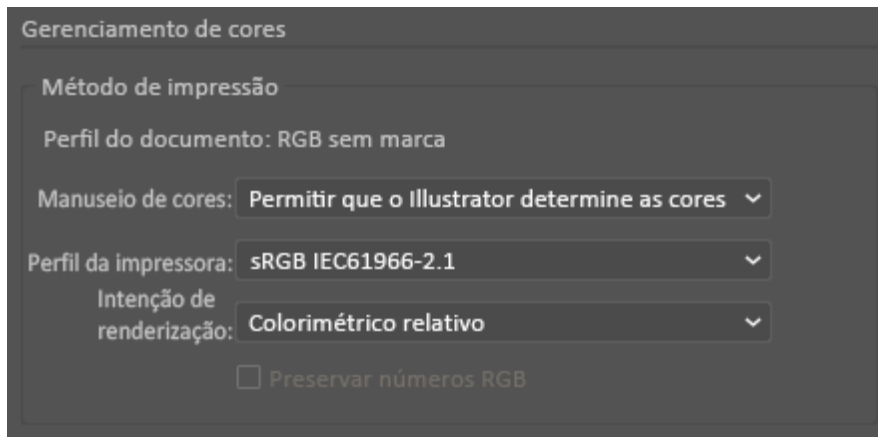 Gerenciamento de cores
Método de impressão
Perfil do documento: RGB sem marca
Manuseio de cores: Permitir que o Illustrator determine as cores
Perfil da impressora: sRGB IEC61966-2.1
Intenção de
renderização: Colorimétrico relativo
Preservar números RGB